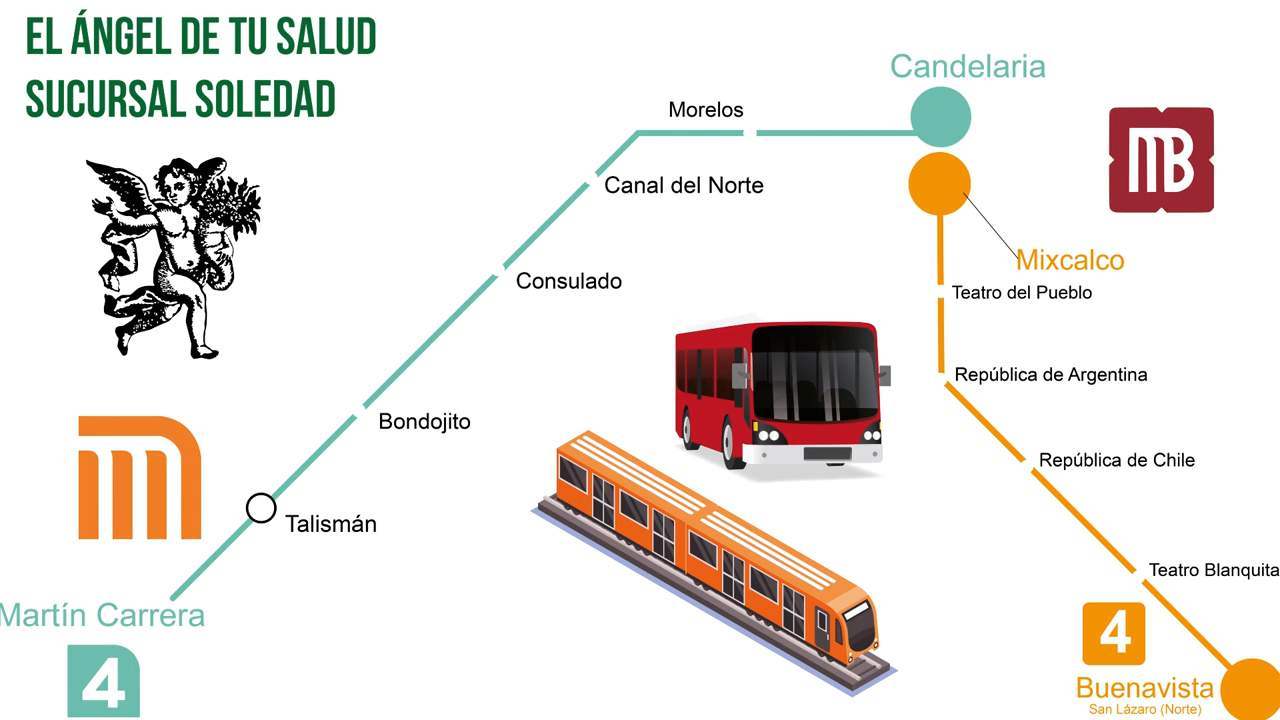 EL ÁNGEL DE TU SALUD
SUCURSAL SOLEDAD
Candelaria
Morelos
MB
Canal del Norte
Mixcalco
Consulado
Teatro del Pueblo
República de Argentina
Bondojito
República de Chile
Talismán
Teatro Blanquita
Martín Carrera
4
4
Buenavista
San Lázaro (Norte)